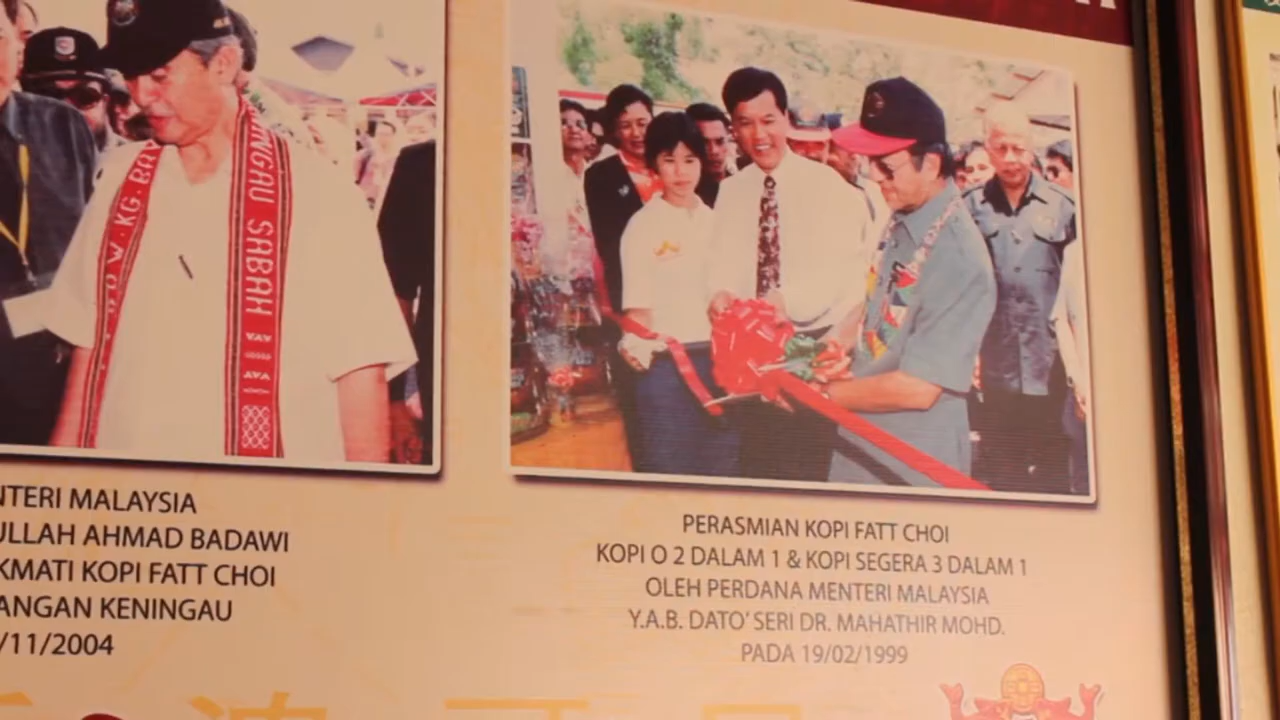 NINGAU SABAH
KG.
NTERI MALAYSIA
ULLAH AHMAD BADAWI
KMATI KOPI FATT CHOI
ANGAN KENINGAU
/11/2004
PERASMIAN KOPI FATT CHOI
KOPI O 2 DALAM 1 & KOPI SEGERA 3 DALAM 1
OLEH PERDANA MENTERI MALAYSIA
Y.A.B. DATO' SERI DR. MAHATHIR MOHD.
PADA 19/02/1999